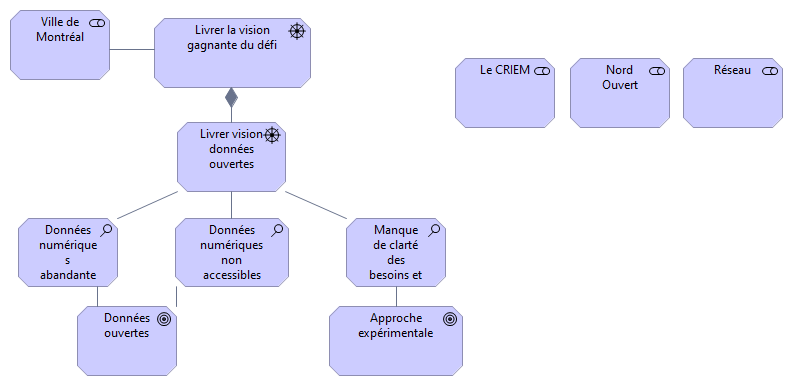 Ville de
Montréal
Livrer la vision
gagnante du défi
Le CRIEM
Nord
Ouvert
Réseau
Livrer vision
données
ouvertes
Données
numérique
s
abandante
Données
numériques
non
accessibles
Manque
de clarté
des
besoins et
Données
ouvertes
Approche
expérimentale